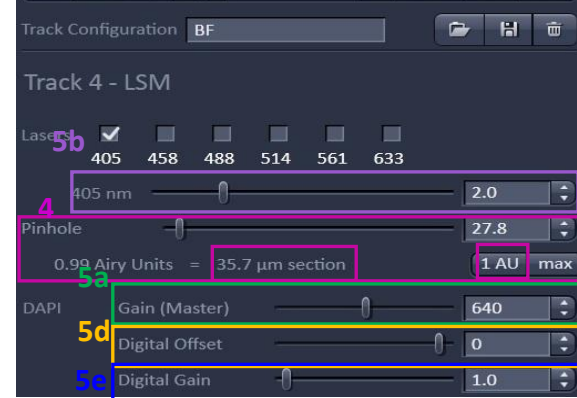 Track Configuration BF
Track 4 - LSM
Lasers
5b
405 458 488 514 561 633
405 nm 2.0
4
Pinhole 27.8
0.99 Airy Units = 35.7 µm section 1 AU max
5a
DAPI Gain (Master) 640
5d
Digital Offset 0
5e Digital Gain 1.0